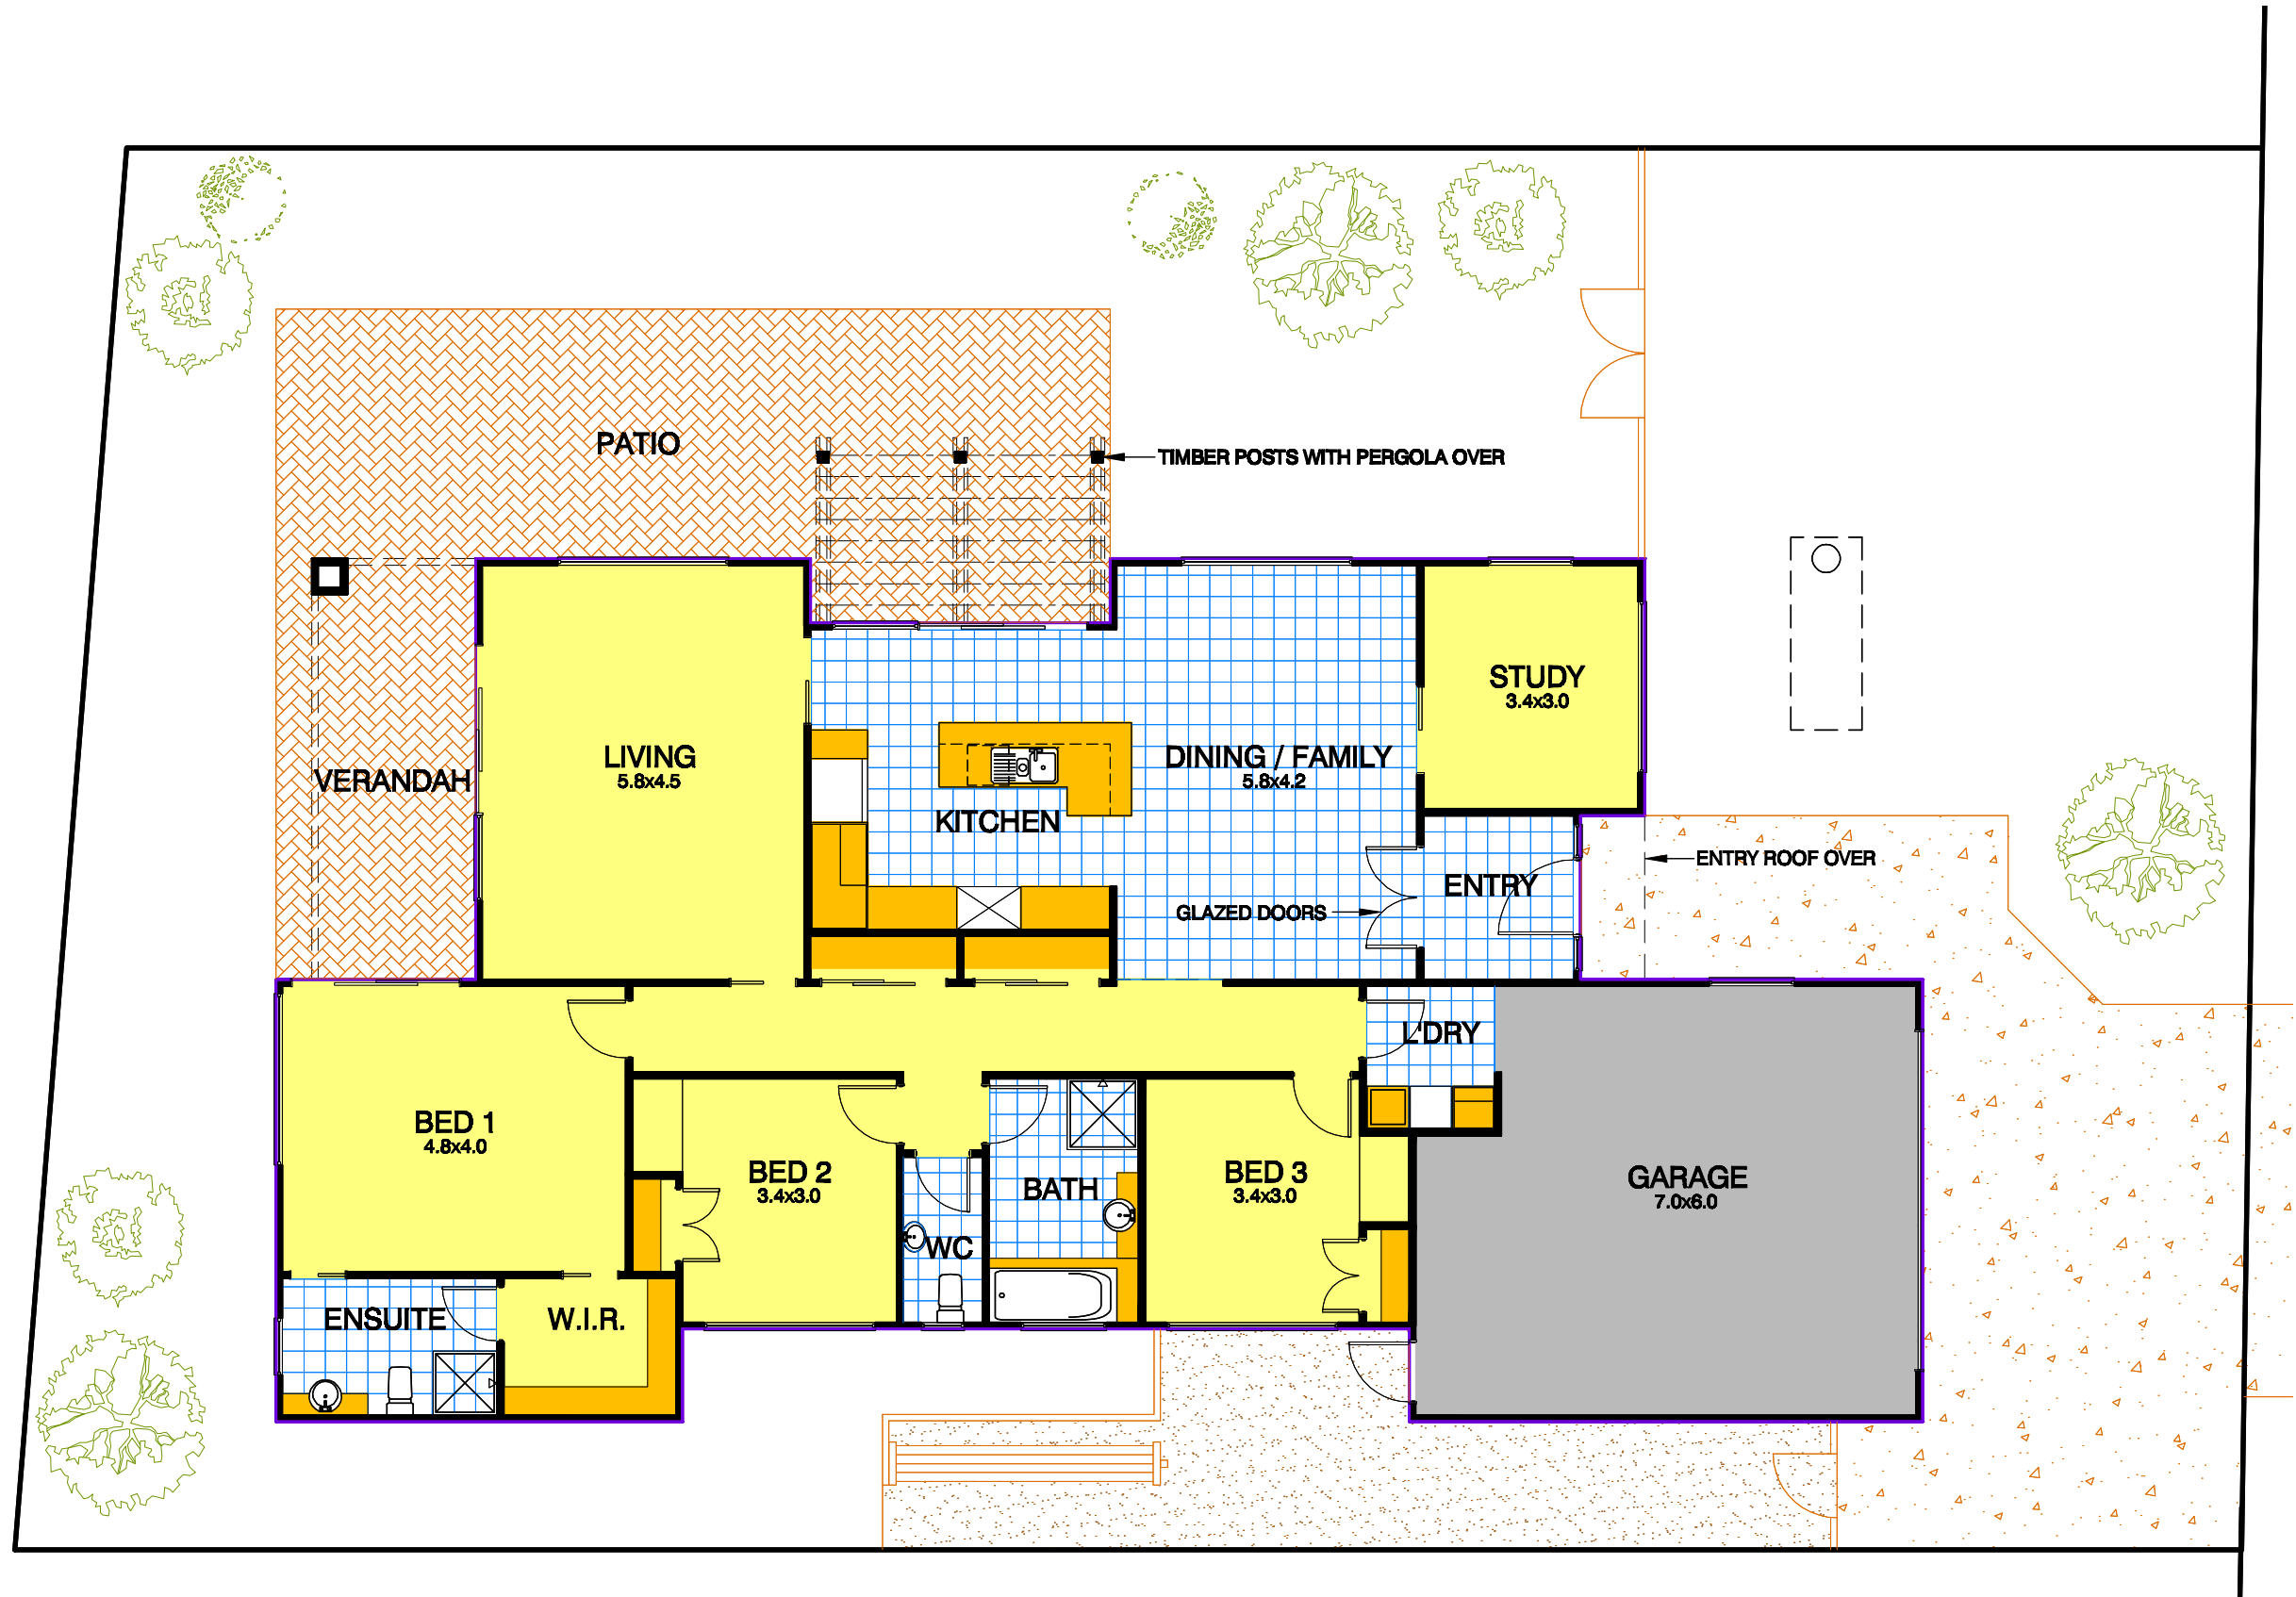 PATIO
TIMBER POSTS WITH PERGOLA OVER
STUDY
3.4x3.0
LIVING
5.8x4.5
DINING / FAMILY
5.8x4.2
VERANDAH
KITCHEN
ENTRY ROOF OVER
ENTRY
GLAZED DOORS
L'DRY
BED 1
4.8x4.0
BED 2
3.4x3.0
BED 3
3.4x3.0
GARAGE
7.0x6.0
BATH
WC
ENSUITE
W.I.R.